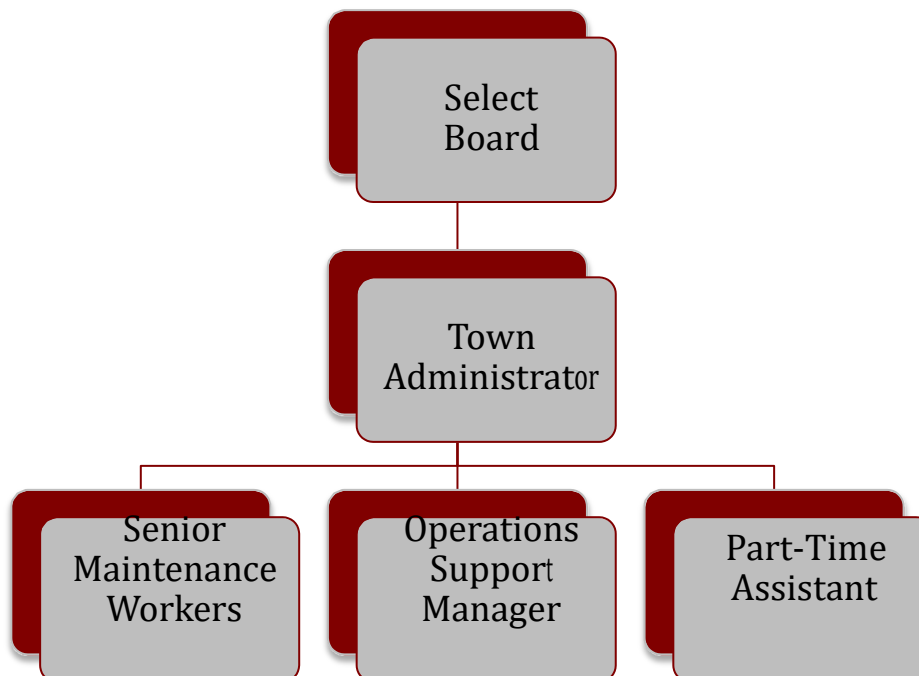 Select
Board
Town
Administrator
Senior
Maintenance
Workers
Operations
Support
Manager
Part-Time
Assistant